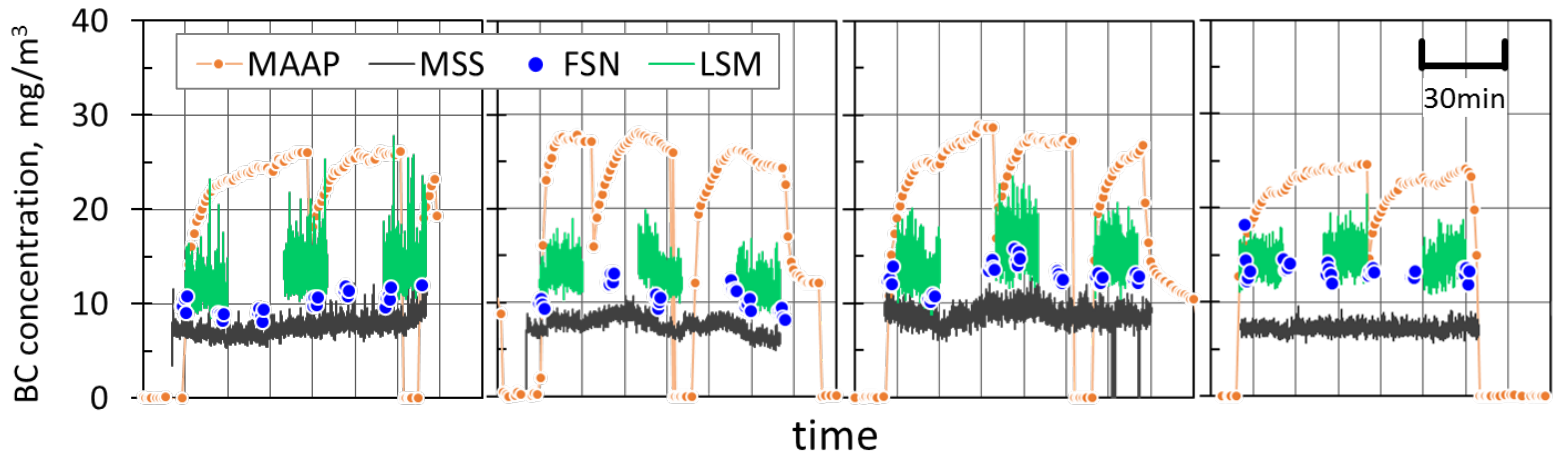 BC concentration, mg/m³
40
30
20
10
0
MAAP MSS FSN LSM
30min
time